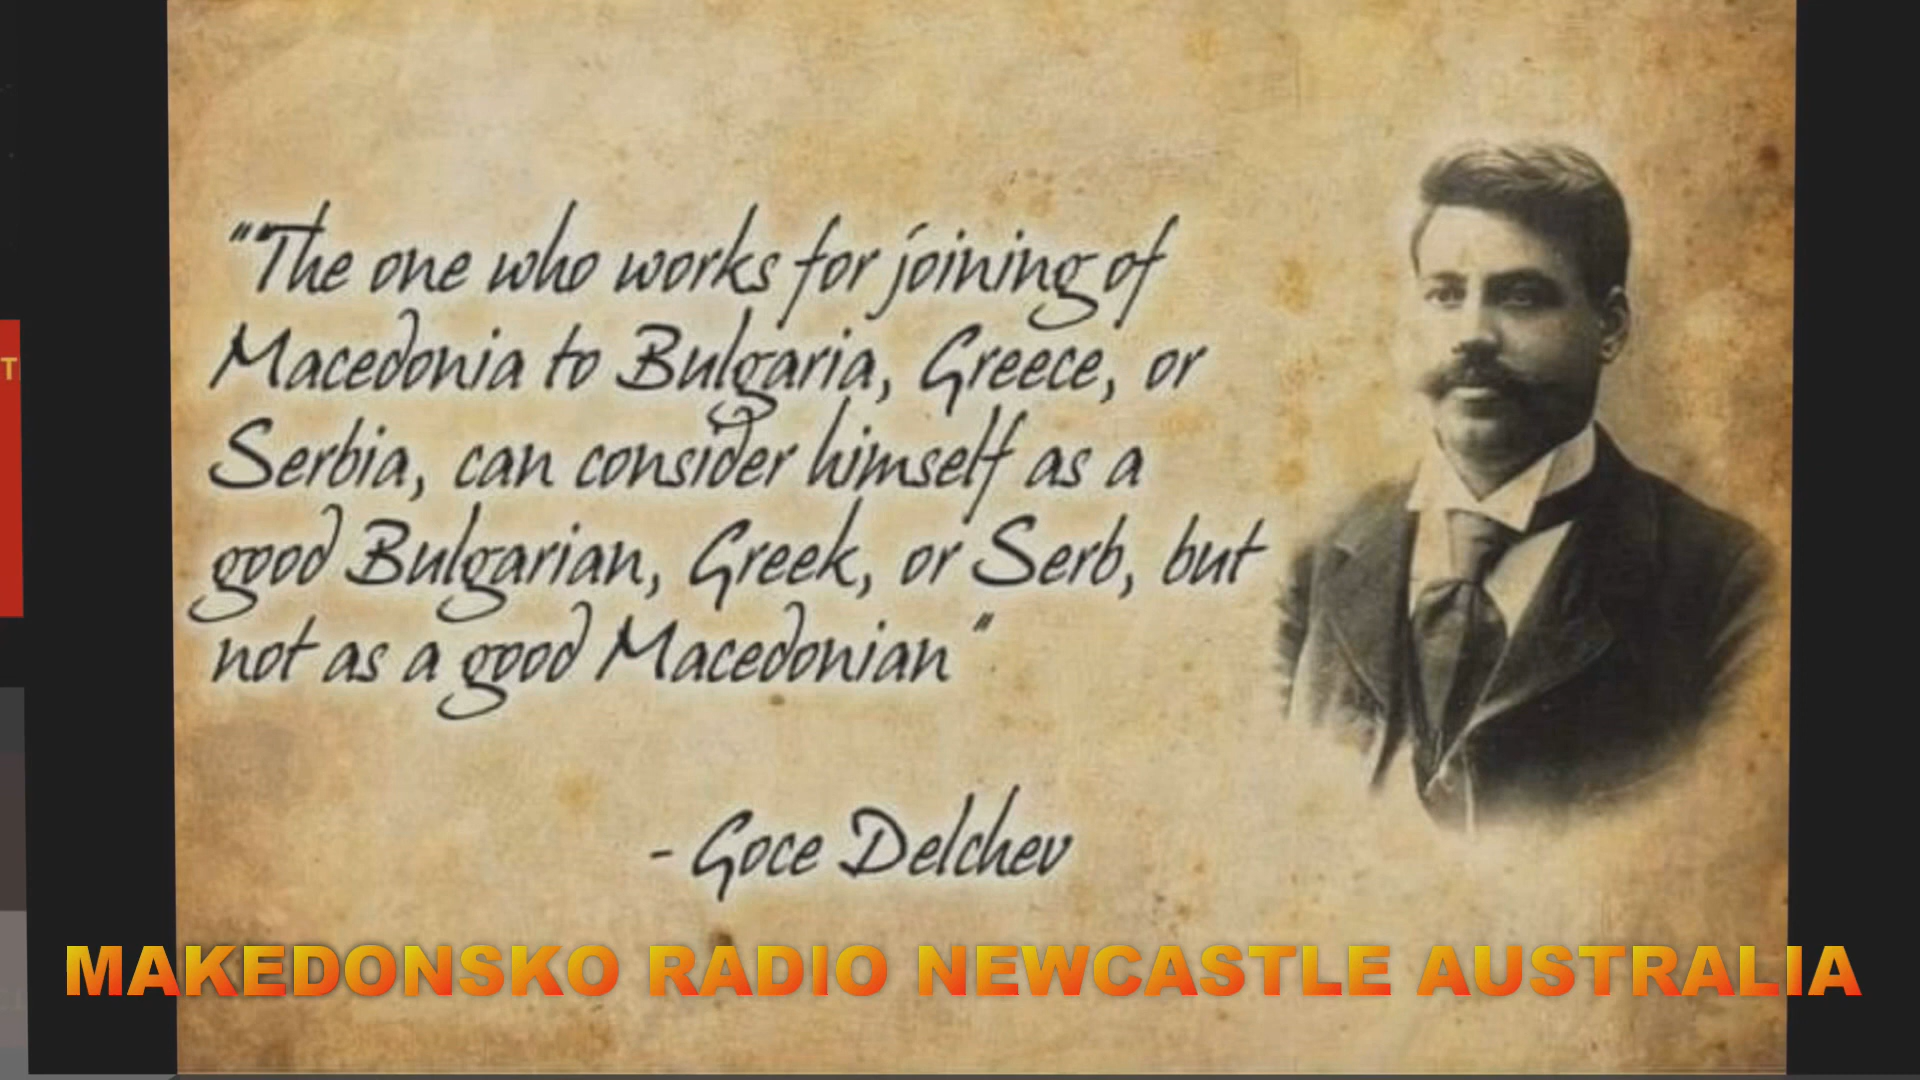 "The one who works for joining of
Macedonia to Bulgaria, Greece, or
Serbia, can consider himself as a
good Bulgarian, Greek, or Serb, but
not as a good Macedonian"
- Goce Delchev
T
MAKEDONSKO RADIO NEWCASTLE AUSTRALIA